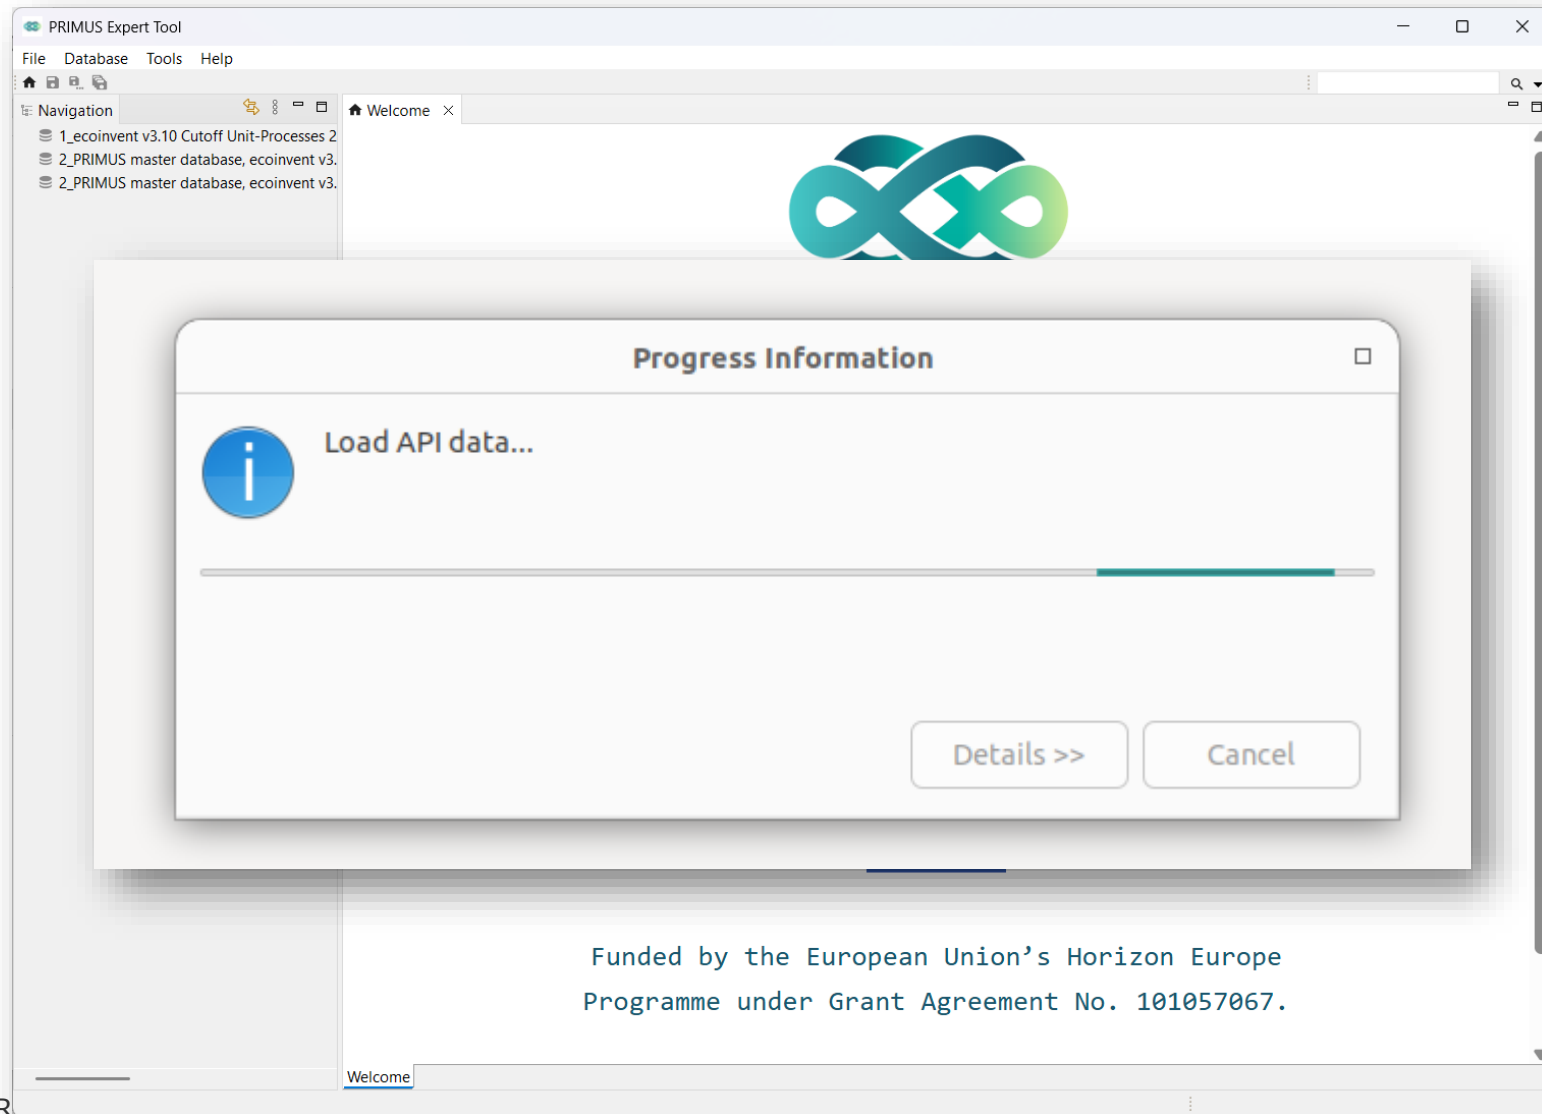 PRIMUS Expert Tool
File Database Tools Help
Navigation
Welcome
1_ecoinvent v3.10 Cutoff Unit-Processes 2
2_PRIMUS master database, ecoinvent v3.
2_PRIMUS master database, ecoinvent v3.
Progress Information
Load API data...
Details >> Cancel
Funded by the European Union’s Horizon Europe
Programme under Grant Agreement No. 101057067.
Welcome
R